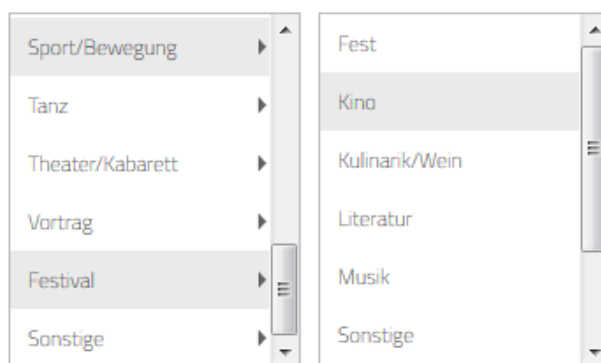 Sport/Bewegung
Tanz
Theater/Kabarett
Vortrag
Festival
Sonstige
Fest
Kino
Kulinarik/Wein
Literatur
Musik
Sonstige